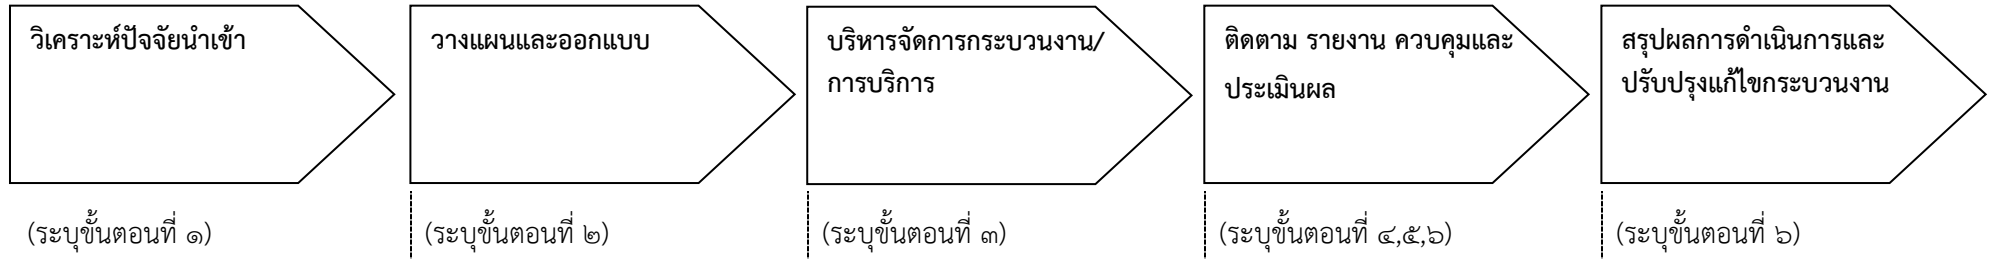 วิเคราะห์ปัจจัยนำเข้า
วางแผนและออกแบบ
บริหารจัดการกระบวนงาน/
การบริการ
ติดตาม รายงาน ควบคุมและ
ประเมินผล
สรุปผลการดำเนินการและ
ปรับปรุงแก้ไขกระบวนงาน
(ระบุขั้นตอนที่ ๑)
(ระบุขั้นตอนที่ ๒)
(ระบุขั้นตอนที่ ๓)
(ระบุขั้นตอนที่ ๔,๕,๖)
(ระบุขั้นตอนที่ ๖)